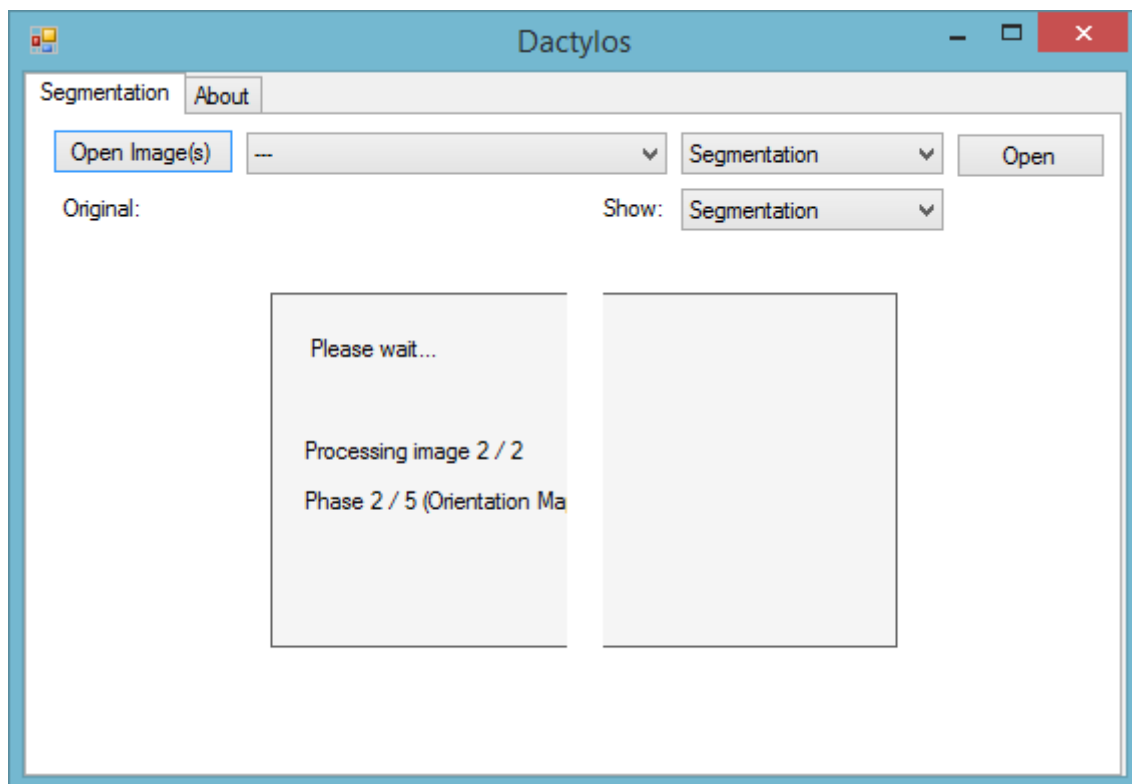 Dactylos
Segmentation About
Open Image(s) --- Segmentation Open
Original: Show: Segmentation
Please wait...
Processing image 2 / 2
Phase 2 / 5 (Orientation